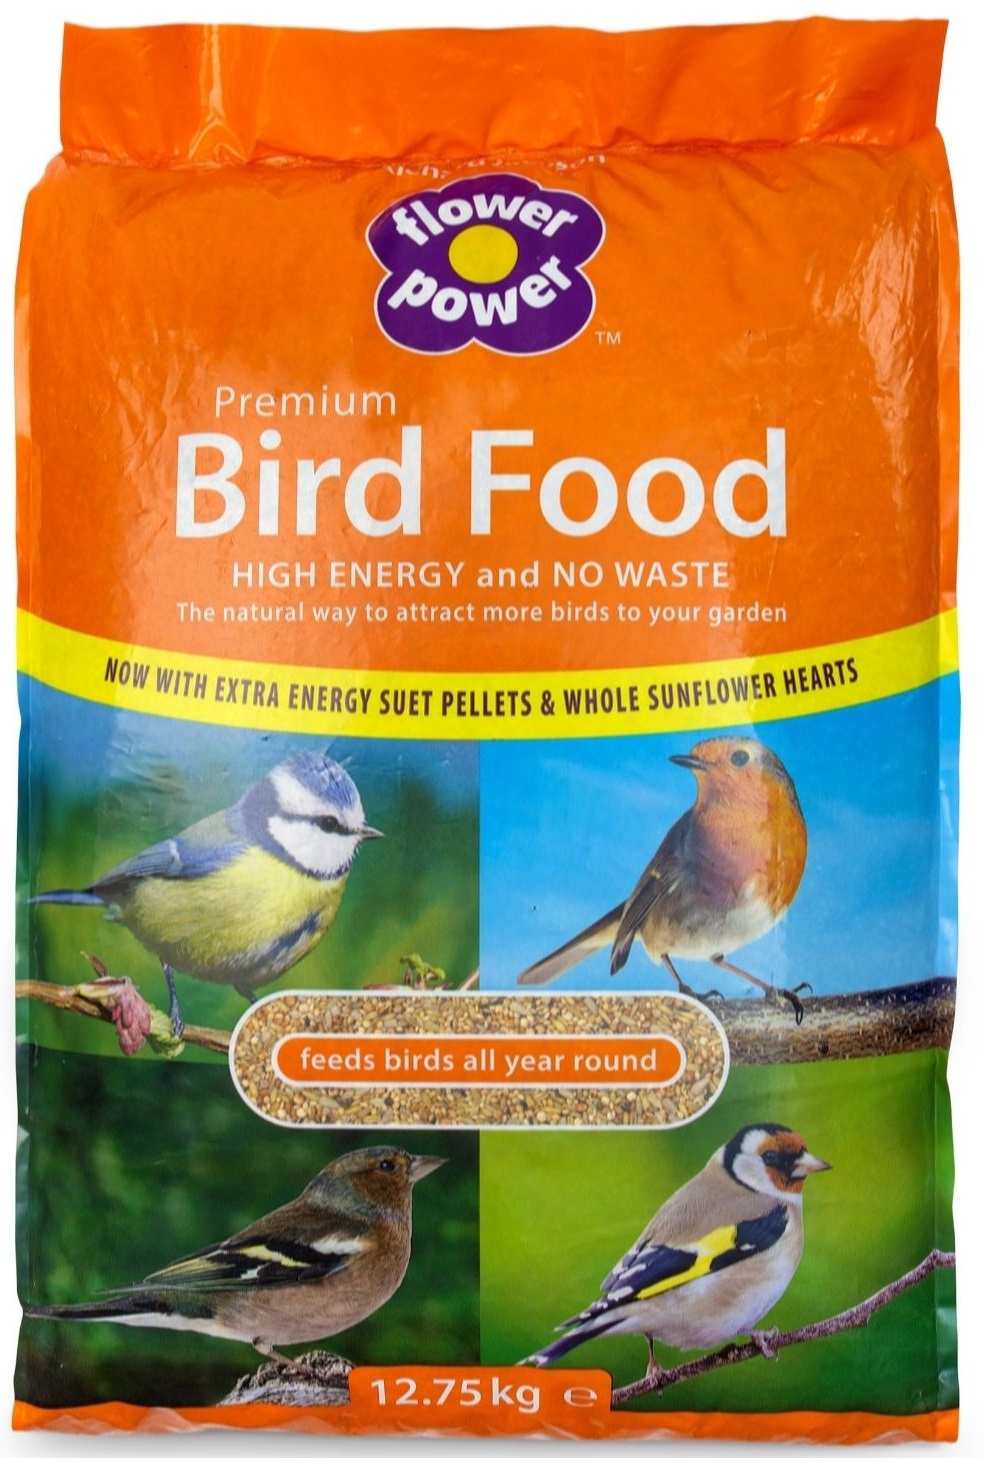 flower
power
TM
Premium
Bird Food
HIGH ENERGY and NO WASTE
The natural way to attract more birds to your garden
NOW WITH EXTRA ENERGY SUET PELLETS & WHOLE SUNFLOWER HEARTS
feeds birds all year round
12.75kg e